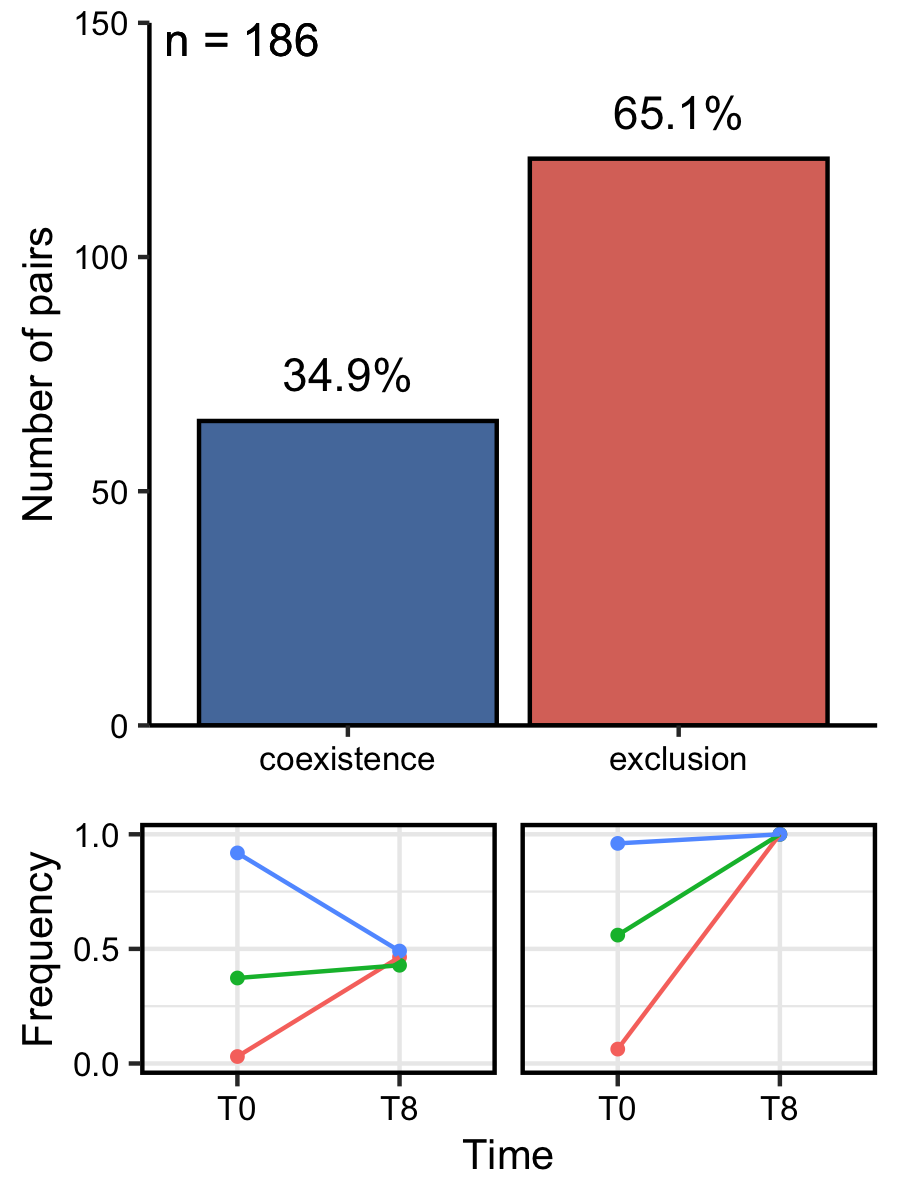 150
n = 186
65.1%
Number of pairs
100
34.9%
50
0
coexistence
exclusion
Frequency
1.0
0.5
0.0
T0
T8
T0
T8
Time